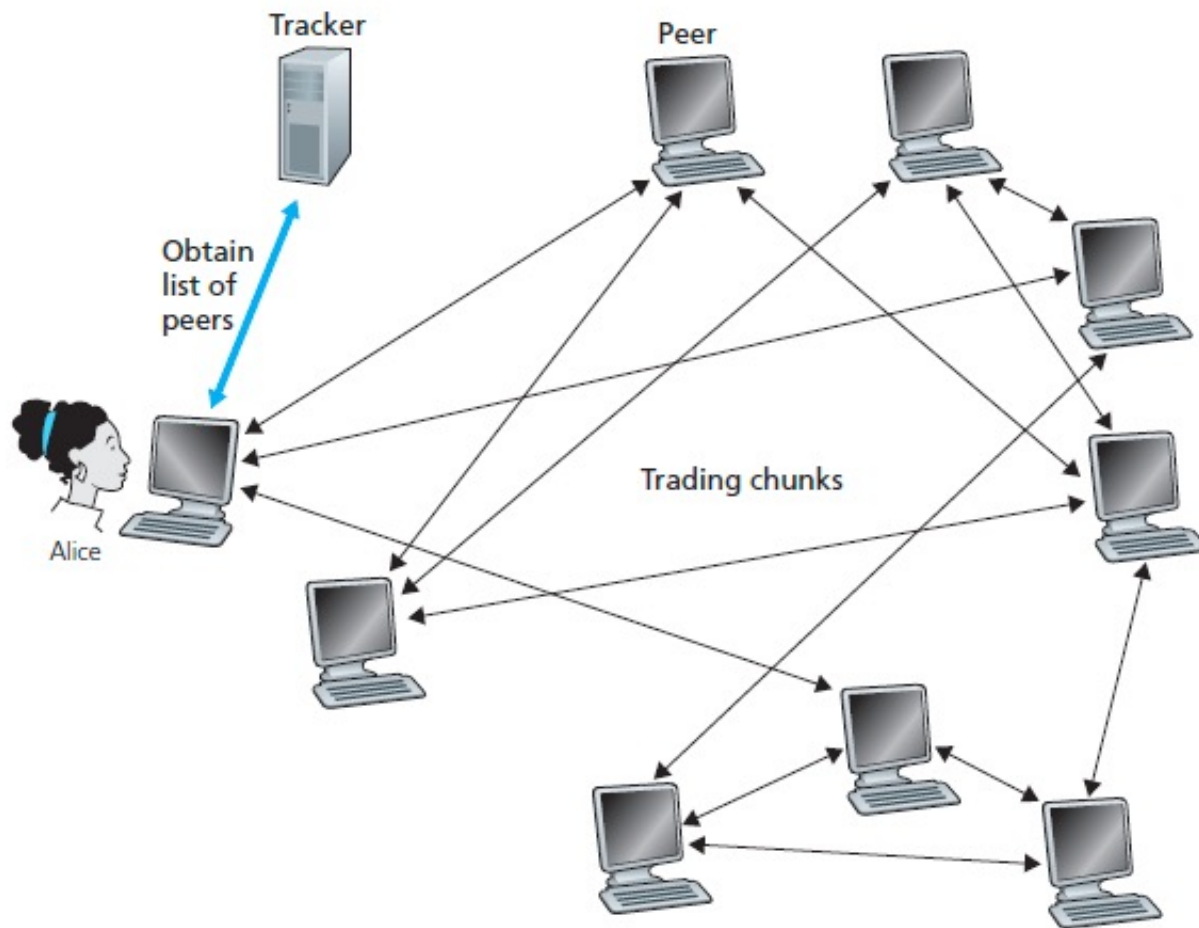 Tracker
Peer
Obtain
list of
peers
Trading chunks
Alice